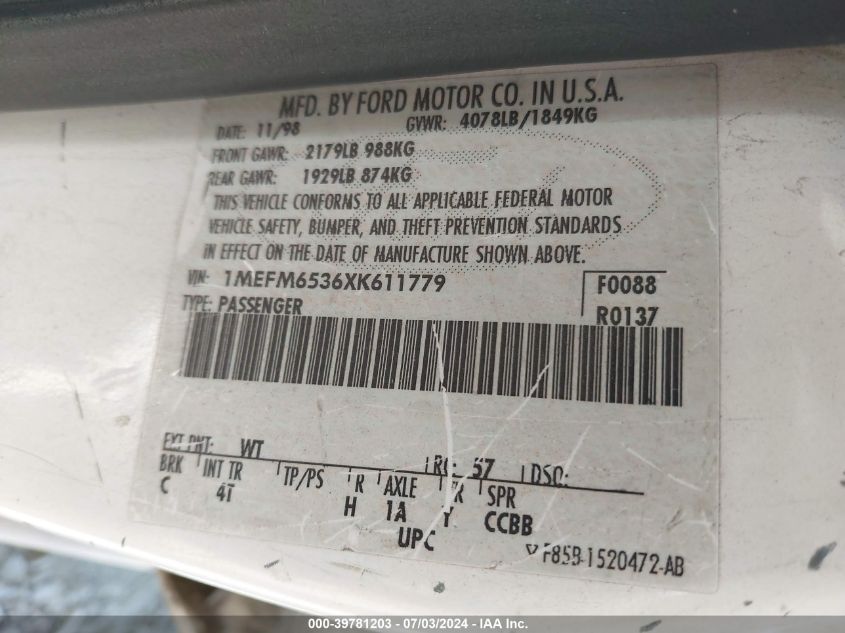 MFD. BY FORD MOTOR CO. IN U.S.A.
DATE: 11/98 GVWR: 4078LB/1849KG
FRONT GAWR: 2179LB 988KG
REAR GAWR: 1929LB 874KG
THIS VEHICLE CONFORMS TO ALL APPLICABLE FEDERAL MOTOR
VEHICLE SAFETY, BUMPER, AND THEFT PREVENTION STANDARDS
IN EFFECT ON THE DATE OF MANUFACTURE SHOWN ABOVE.
VIN: 1MEFM6536XK611779 F0088
TYPE: PASSENGER R0137
EXT PNT: WT RC: 57 DSO:
BRK INT TR TP/PS R AXLE TR SPR
C 4T H 1A Y CCBB
UPC ▽ F85B-1520472-AB
000-39781203 - 07/03/2024 - IAA Inc.